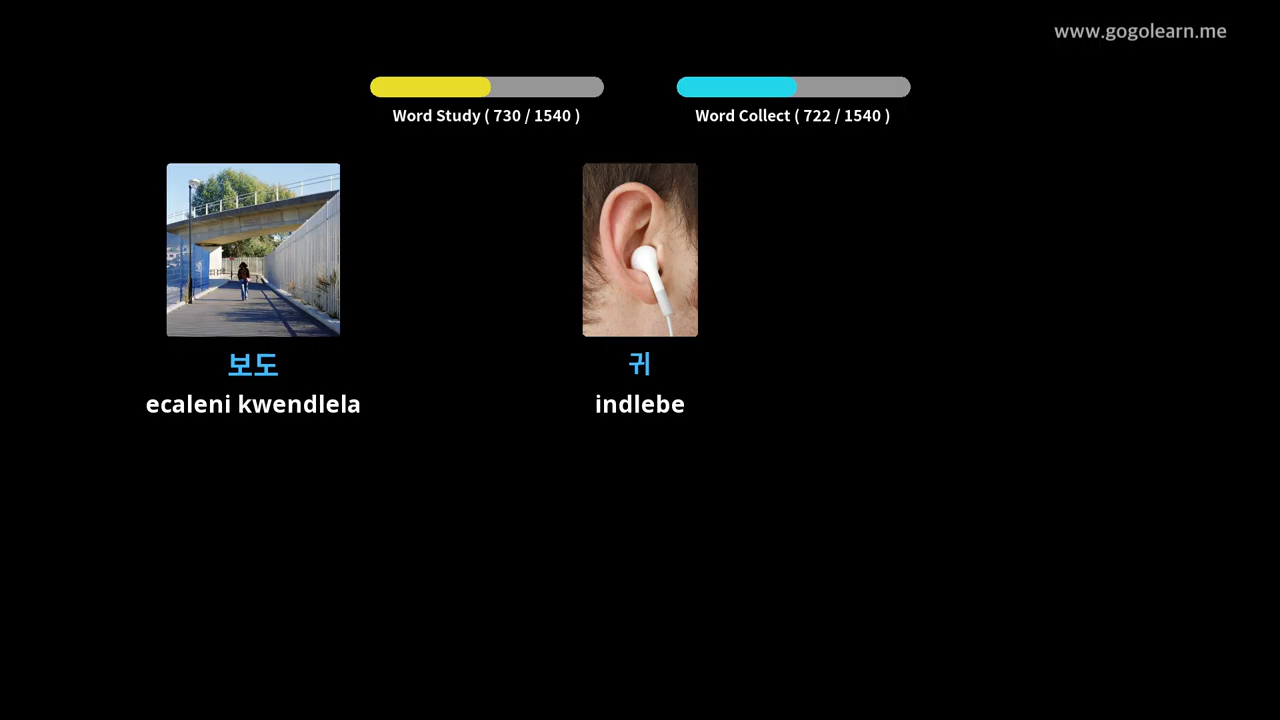 www.gogolearn.me
Word Study ( 730 / 1540 )
Word Collect ( 722 / 1540 )
보도
ecaleni kwendlela
귀
indlebe